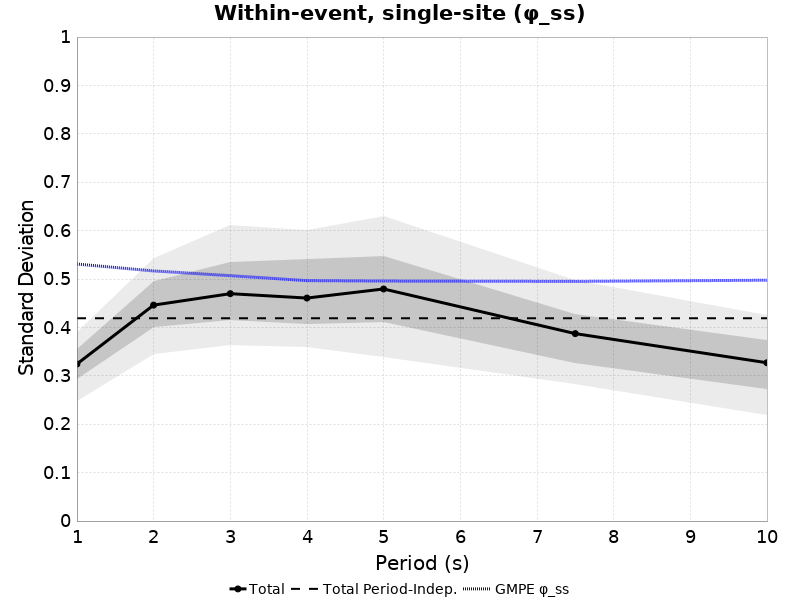 Within-event, single-site (φ_ss)
1
0.9
0.8
0.7
0.6
0.5
0.4
0.3
0.2
0.1
0
Standard Deviation
1 2 3 4 5 6 7 8 9 10
Period (s)
Total Total Period-Indep. GMPE φ_ss